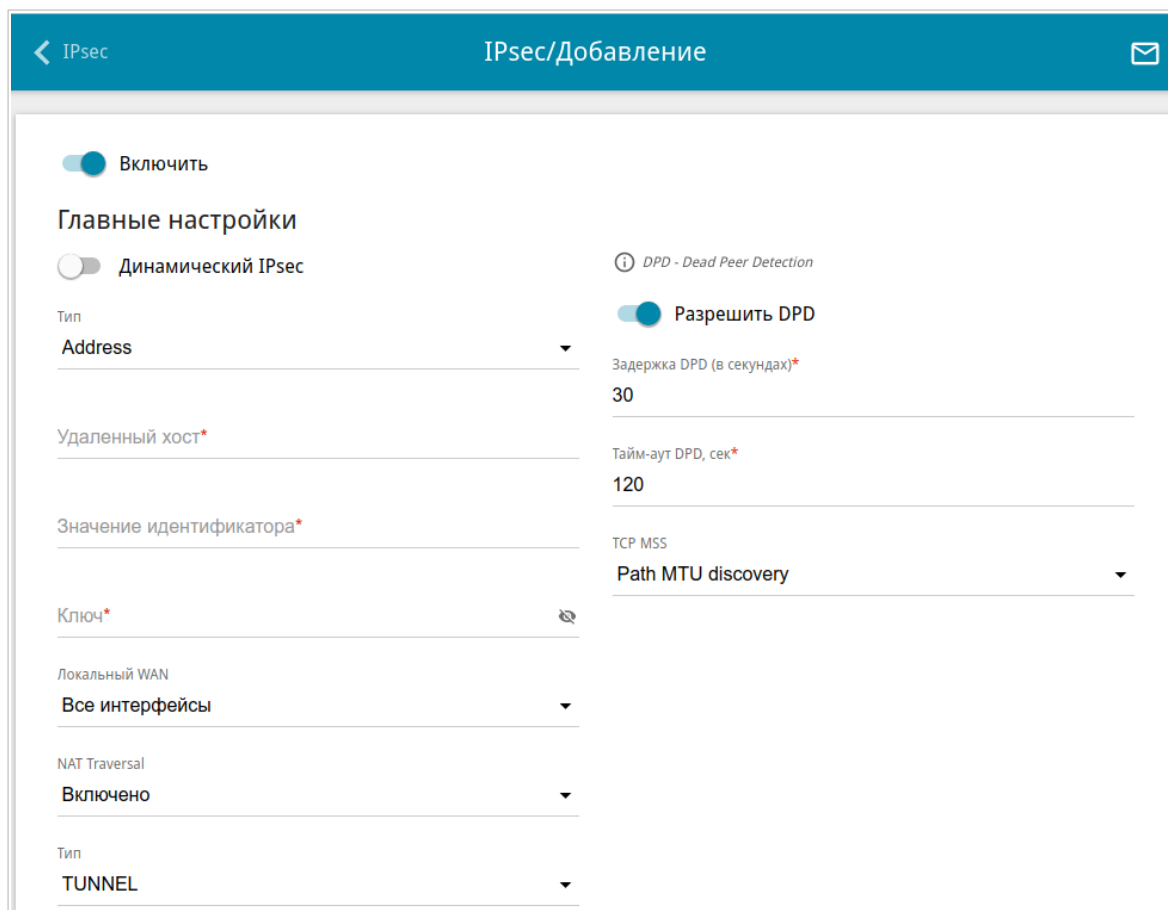 IPsec
IPsec/Добавление
Включить
Главные настройки
Динамический IPsec
Тип
Address
Удаленный хост*
Значение идентификатора*
Ключ*
Локальный WAN
Все интерфейсы
NAT Traversal
Включено
Тип
TUNNEL
DPD - Dead Peer Detection
Разрешить DPD
Задержка DPD (в секундах)*
30
Тайм-аут DPD, сек*
120
TCP MSS
Path MTU discovery